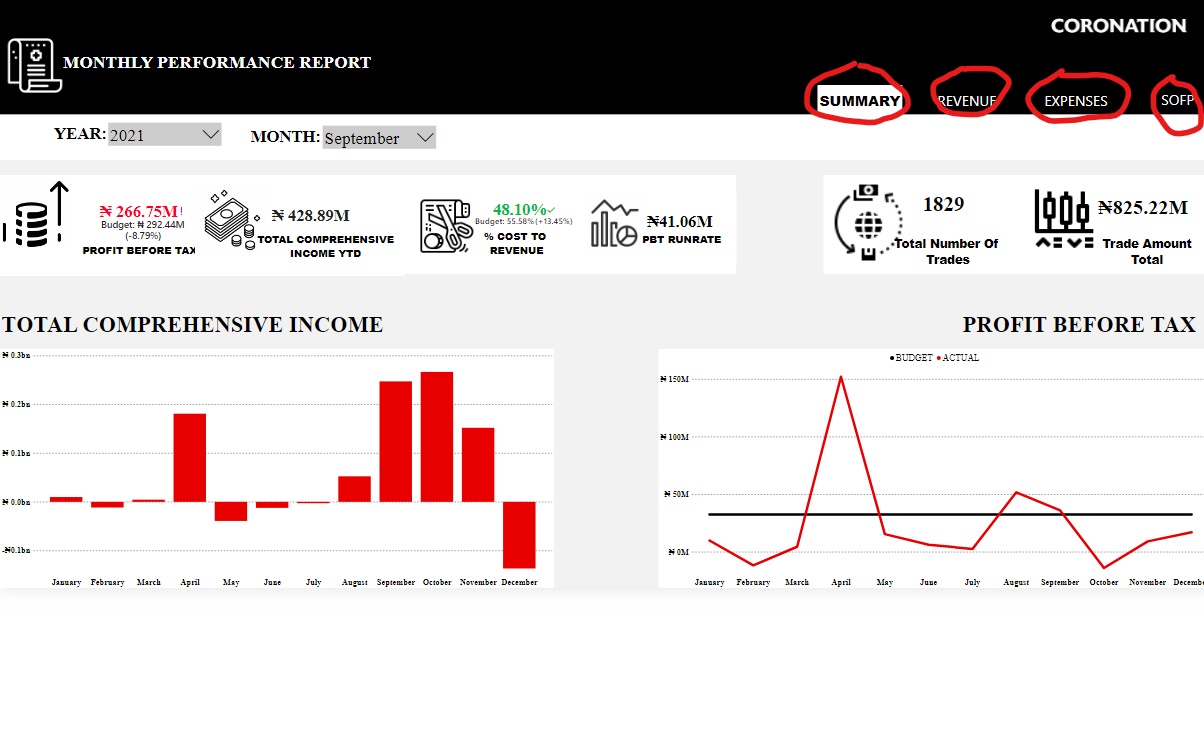 CORONATION
MONTHLY PERFORMANCE REPORT
SUMMARY REVENUE EXPENSES SOFP
YEAR: 2021 MONTH: September
₦ 266.75M!
Budget: ₦ 292.44M
(-8.79%)
PROFIT BEFORE TAX
₦ 428.89M
TOTAL COMPREHENSIVE
INCOME YTD
48.10%✓
Budget: 55.58% (+13.45%)
% COST TO
REVENUE
₦41.06M
PBT RUNRATE
1829
Total Number Of
Trades
₦825.22M
Trade Amount
Total
TOTAL COMPREHENSIVE INCOME
₦ 0.3bn
₦ 0.2bn
₦ 0.1bn
₦ 0.0bn
-₦0.1bn
January February March April May June July August September October November December
PROFIT BEFORE TAX
BUDGET ACTUAL
₦ 150M
₦ 100M
₦ 50M
₦ 0M
January February March April May June July August September October November Decembe